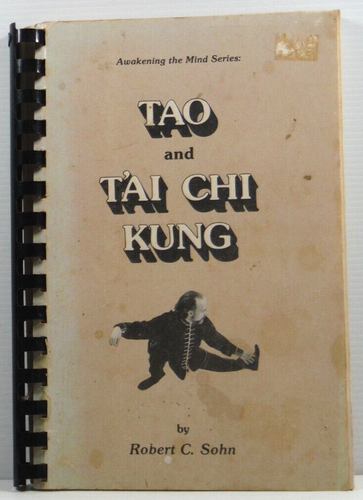 Awakening the Mind Series:
TAO
and
T'AI CHI
KUNG
by
Robert C. Sohn